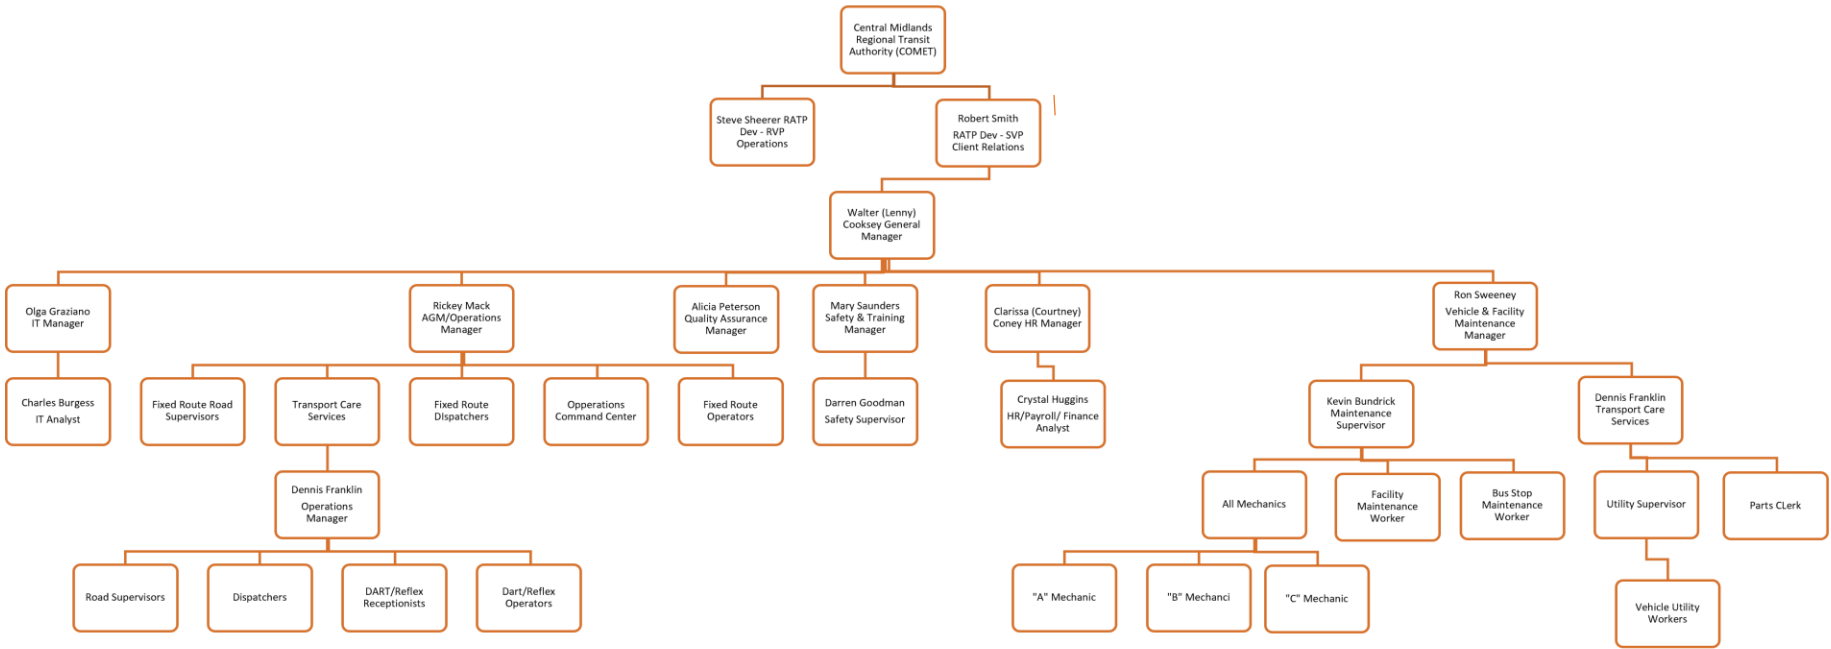 Central Midlands
Regional Transit
Authority (COMET)
Steve Sheerer RATP
Dev - RVP
Operations
Robert Smith
RATP Dev - SVP
Client Relations
Walter (Lenny)
Cooksey General
Manager
Olga Graziano
IT Manager
Rickey Mack
AGM/Operations
Manager
Alicia Peterson
Quality Assurance
Manager
Mary Saunders
Safety & Training
Manager
Clarissa (Courtney)
Coney HR Manager
Ron Sweeney
Vehicle & Facility
Maintenance
Manager
Charles Burgess
IT Analyst
Fixed Route Road
Supervisors
Transport Care
Services
Fixed Route
DIspatchers
Opperations
Command Center
Fixed Route
Operators
Darren Goodman
Safety Supervisor
Crystal Huggins
HR/Payroll/ Finance
Analyst
Kevin Bundrick
Maintenance
Supervisor
Dennis Franklin
Transport Care
Services
Dennis Franklin
Operations
Manager
All Mechanics
Facility
Maintenance
Worker
Bus Stop
Maintenance
Worker
Utility Supervisor
Parts CLerk
Road Supervisors
Dispatchers
DART/Reflex
Receptionists
Dart/Reflex
Operators
"A" Mechanic
"B" Mechanci
"C" Mechanic
Vehicle Utility
Workers